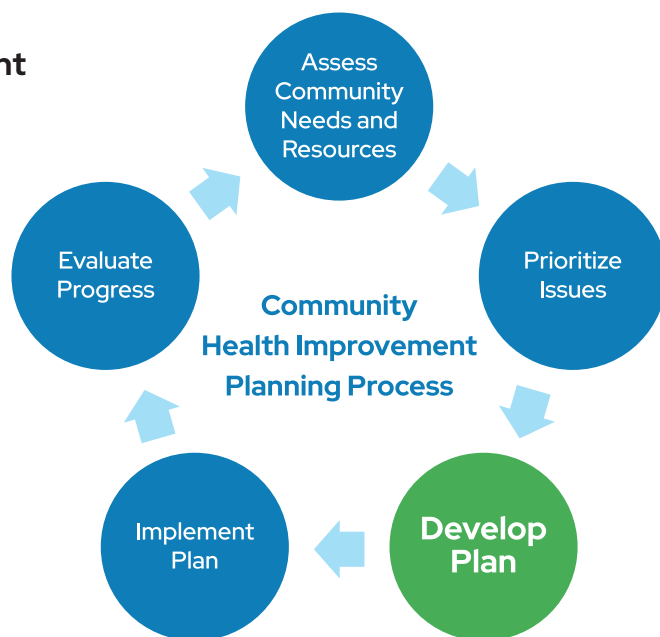 nt
Assess
Community
Needs and
Resources
Prioritize
Issues
Develop
Plan
Implement
Plan
Evaluate
Progress
Community
Health Improvement
Planning Process